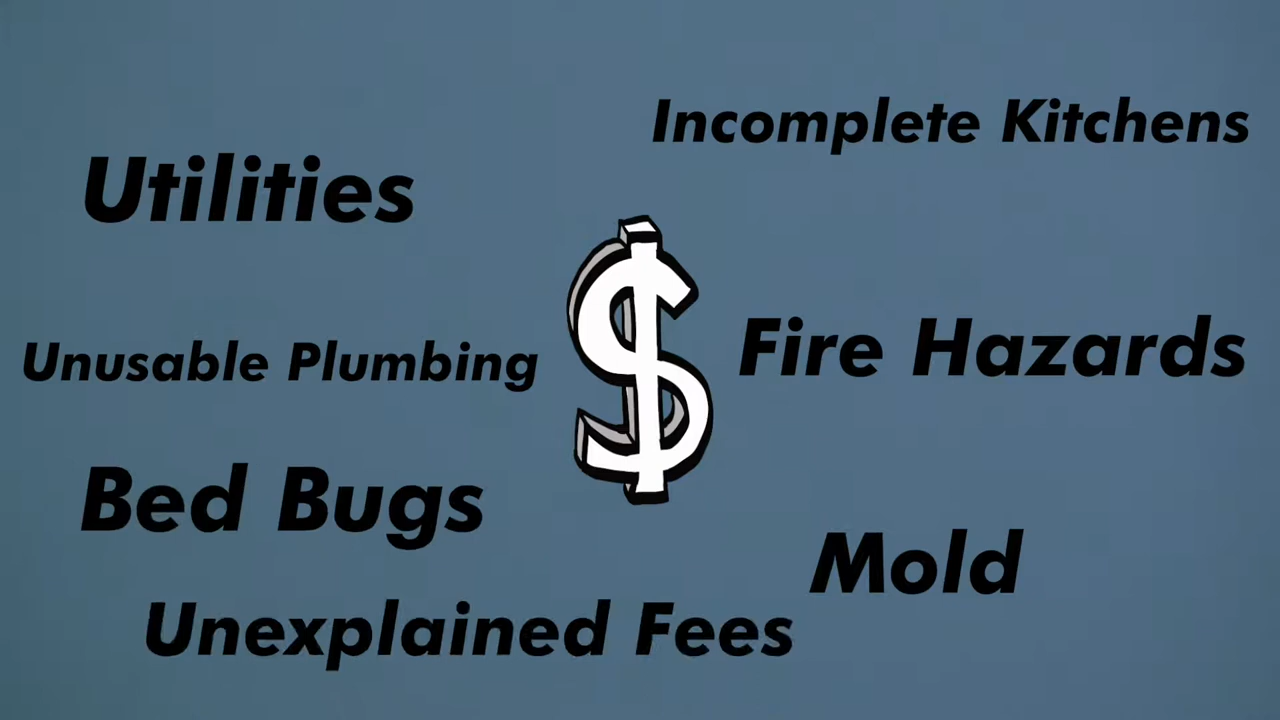 Incomplete Kitchens
Utilities
$
Fire Hazards
Unusable Plumbing
Bed Bugs
Mold
Unexplained Fees